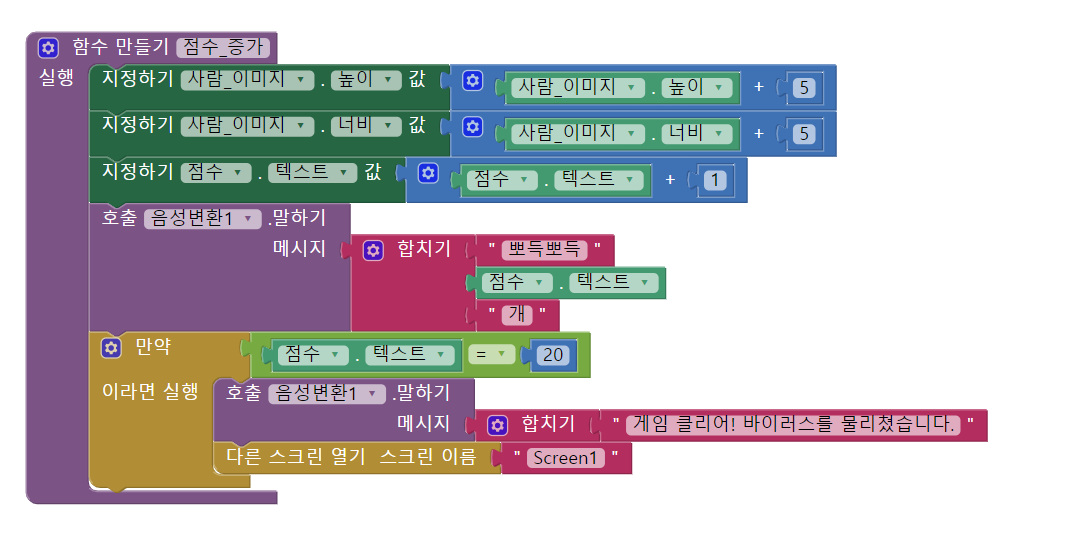 함수 만들기 점수_증가
실행 지정하기 사람_이미지 . 높이 값 사람_이미지 . 높이 + 5
지정하기 사람_이미지 . 너비 값 사람_이미지 . 너비 + 5
지정하기 점수 . 텍스트 값 점수 . 텍스트 + 1
호출 음성변환1 .말하기
메시지 합치기 " 뽀득뽀득 "
점수 . 텍스트
" 개 "
만약 점수 . 텍스트 = 20
이라면 실행 호출 음성변환1 .말하기
메시지 합치기 " 게임 클리어! 바이러스를 물리쳤습니다. "
다른 스크린 열기 스크린 이름 " Screen1 "